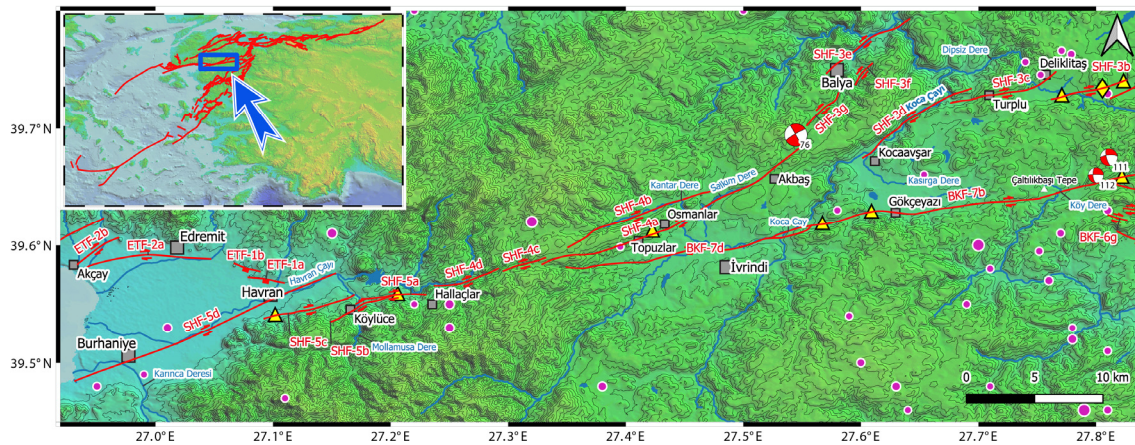 SHF-3e
Balya
SHF-3f
SHF-3g
76
Dipsiz Dere
Deliklitaş
SHF-3b
SHF-3c
Turplu
Koca Çayı
SHF-3d
39.7°N
Kocaavşar
Kasırga Dere
111
112
Çaltılıkbaşı Tepe
Akbaş
Kantar Dere
Salkım Dere
BKF-7b
Gökçeyazı
Köy Dere
SHF-4b
Osmanlar
SHF-4a
Koca Çay
39.6°N
ETF-2b
ETF-2a
Edremit
Akçay
ETF-1b
ETF-1a
Topuzlar
BKF-7d
BKF-6g
SHF-4c
SHF-4d
İvrindi
Havran Çayı
SHF-5a
Havran
Hallaçlar
SHF-5d
Köylüce
SHF-5c
SHF-5b
Mollamusa Dere
Burhaniye
39.5°N
Karınca Deresi
0 5 10 km
27.0°E 27.1°E 27.2°E 27.3°E 27.4°E 27.5°E 27.6°E 27.7°E 27.8°E